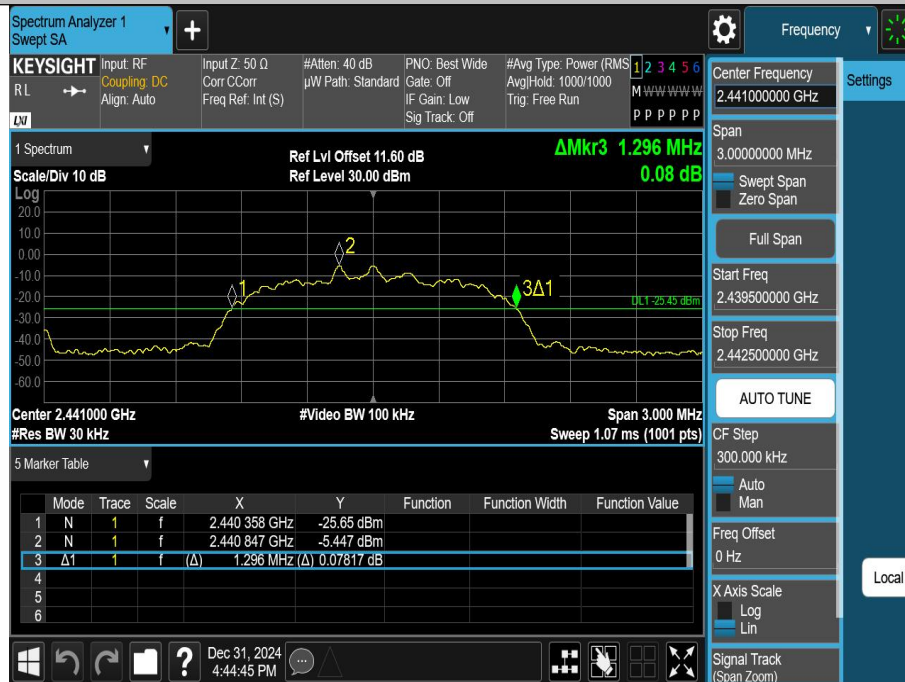 Spectrum Analyzer 1
Swept SA
+
Frequency
KEYSIGHT
RL
LXI
Input: RF
Coupling: DC
Align: Auto
Input Z: 50 Ω
Corr CCorr
Freq Ref: Int (S)
#Atten: 40 dB
µW Path: Standard
PNO: Best Wide
Gate: Off
IF Gain: Low
Sig Track: Off
#Avg Type: Power (RMS
Avg|Hold: 1000/1000
Trig: Free Run
1 2 3 4 5 6
M W W W W W
P P P P P P
1 Spectrum
Scale/Div 10 dB
Ref Lvl Offset 11.60 dB
Ref Level 30.00 dBm
ΔMkr3 1.296 MHz
0.08 dB
Log
20.0
10.0
0.00
-10.0
-20.0
-30.0
-40.0
-50.0
-60.0
1
2
3Δ1
DL1 -25.45 dBm
Center 2.441000 GHz
#Video BW 100 kHz
Span 3.000 MHz
#Res BW 30 kHz
Sweep 1.07 ms (1001 pts)
5 Marker Table
Mode Trace Scale X Y Function Function Width Function Value
1 N 1 f 2.440 358 GHz -25.65 dBm
2 N 1 f 2.440 847 GHz -5.447 dBm
3 Δ1 1 f (Δ) 1.296 MHz (Δ) 0.07817 dB
4
5
6
?
Dec 31, 2024
4:44:45 PM
Center Frequency
2.441000000 GHz
Settings
Span
3.00000000 MHz
Swept Span
Zero Span
Full Span
Start Freq
2.439500000 GHz
Stop Freq
2.442500000 GHz
AUTO TUNE
CF Step
300.000 kHz
Auto
Man
Freq Offset
0 Hz
Local
X Axis Scale
Log
Lin
Signal Track
(Span Zoom)